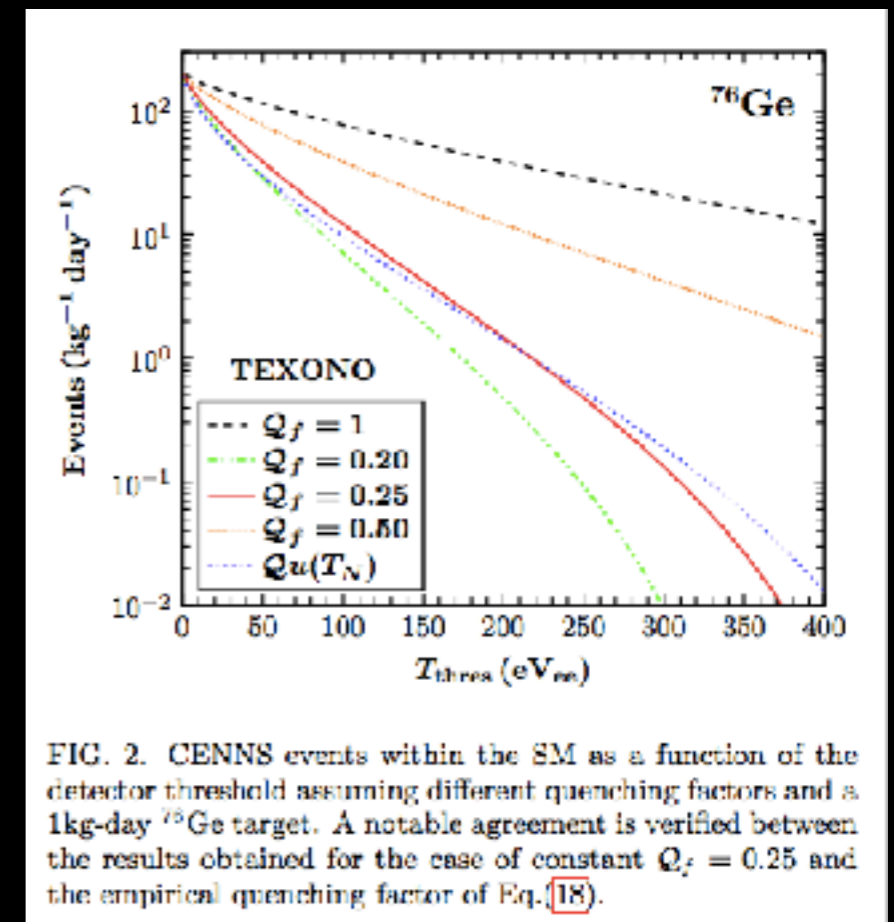 10²
10¹
10⁰
10⁻¹
10⁻²
Events (kg⁻¹ day⁻¹)
⁷⁶Ge
TEXONO
Q_f = 1
Q_f = 0.20
Q_f = 0.25
Q_f = 0.50
Qu(T_N)
0 50 100 150 200 250 300 350 400
T_thres (eV_ee)
FIG. 2. CENNS events within the SM as a function of the
detector threshold assuming different quenching factors and a
1kg-day ⁷⁶Ge target. A notable agreement is verified between
the results obtained for the case of constant Q_f = 0.25 and
the empirical quenching factor of Eq.(18).